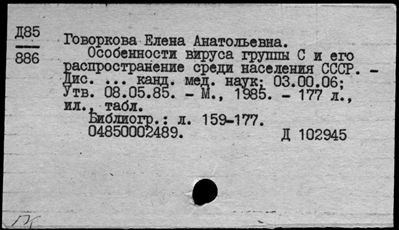 Д85
886
Говоркова Елена Анатольевна.
Особенности вируса группы С и его
распространение среди населения СССР. -
Дис. ... канд. мед. наук; 03.00.06;
Утв. 08.05.85. - М., 1985. - 177 л.,
ил., табл.
Библиогр.: л. 159-177.
04850002489. Д 102945